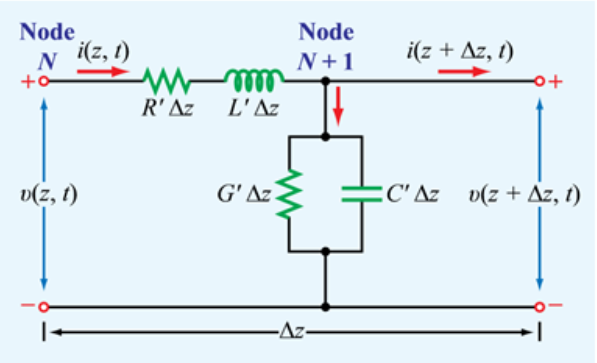 Node
N
i(z, t)
Node
N + 1
i(z + Δz, t)
+
+
R′ Δz
L′ Δz
υ(z, t)
G′ Δz
C′ Δz
υ(z + Δz, t)
−
−
Δz